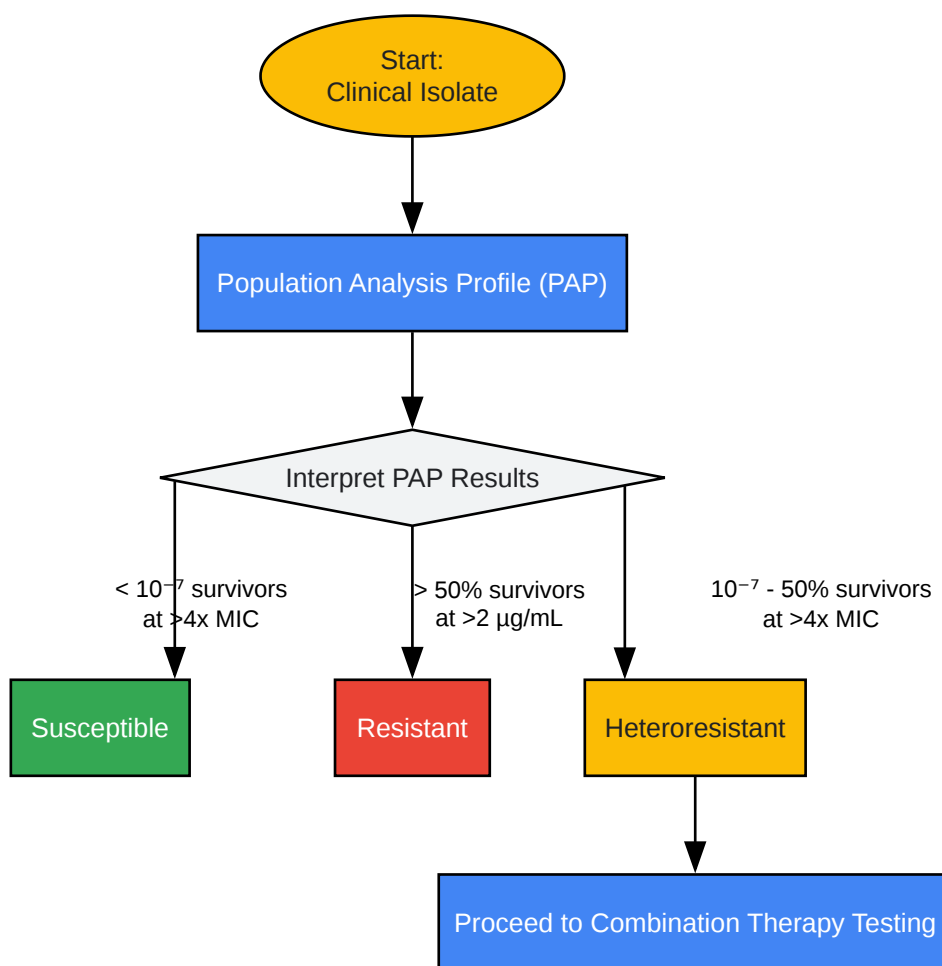 Start:
Clinical Isolate
Population Analysis Profile (PAP)
Interpret PAP Results
< 10⁻⁷ survivors
at >4x MIC
> 50% survivors
at >2 µg/mL
10⁻⁷ - 50% survivors
at >4x MIC
Susceptible
Resistant
Heteroresistant
Proceed to Combination Therapy Testing